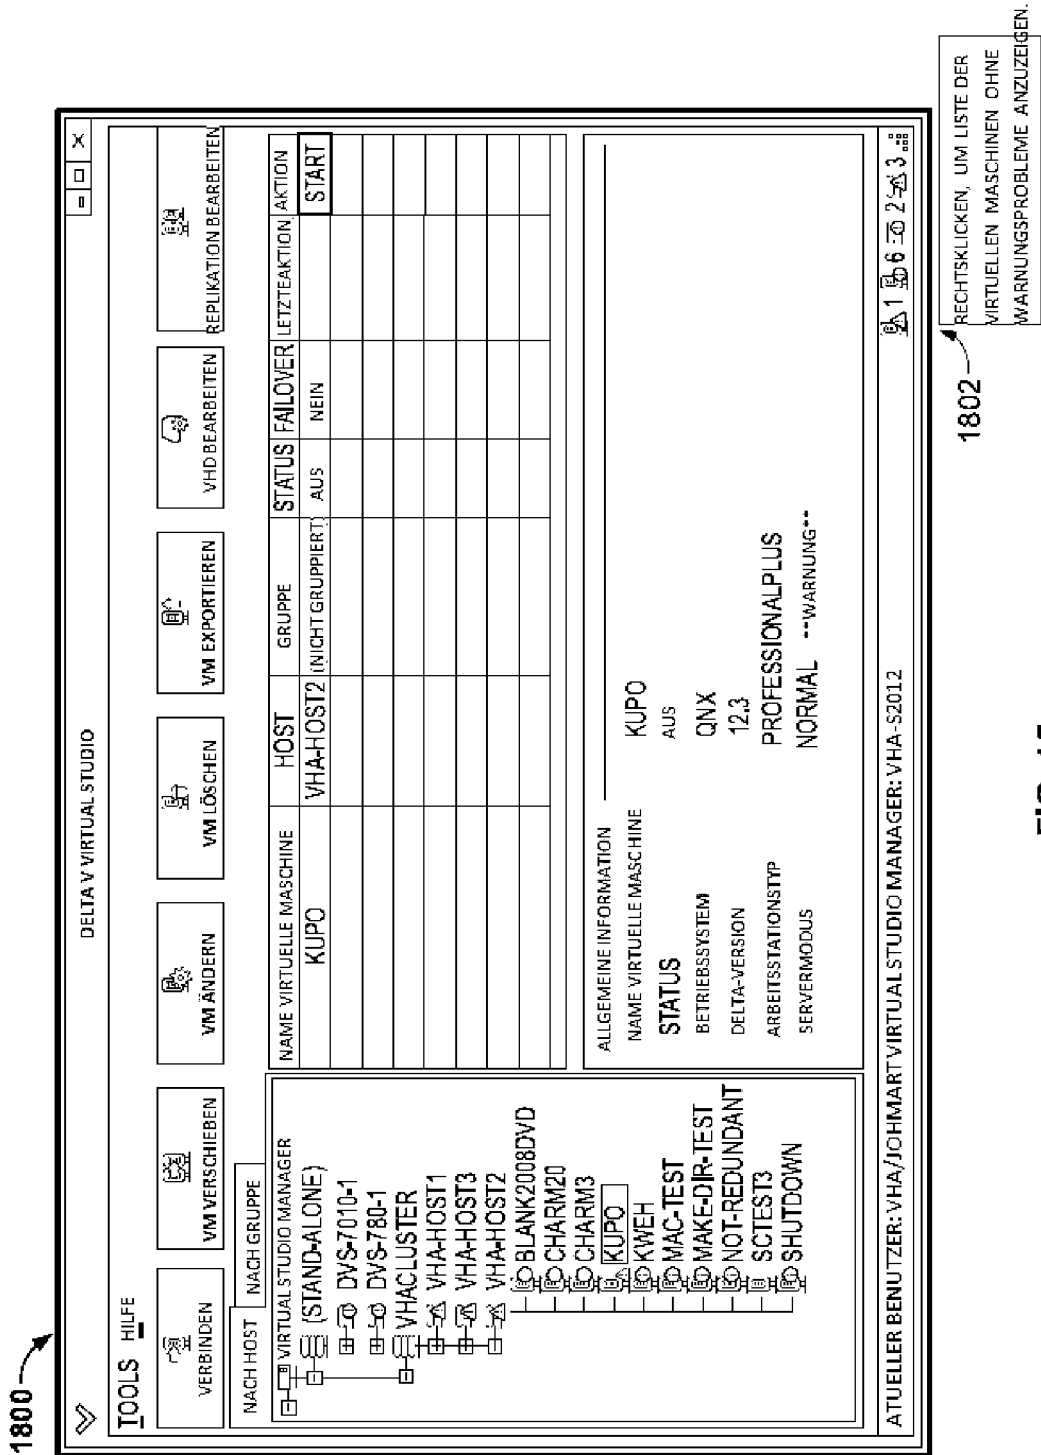 1800
DELTA V VIRTUAL STUDIO
TOOLS HILFE
VERBINDEN
VM VERSCHIEBEN
VM ÄNDERN
VM LÖSCHEN
VM EXPORTIEREN
VHD BEARBEITEN
REPLIKATION BEARBEITEN
NACH HOST NACH GRUPPE
VIRTUAL STUDIO MANAGER
(STAND-ALONE)
DVS-7010-1
DVS-780-1
VHACLUSTER
VHA-HOST1
VHA-HOST3
VHA-HOST2
BLANK2008DVD
CHARM20
CHARM3
KUPO
KWEH
MAC-TEST
MAKE-DIR-TEST
NOT-REDUNDANT
SCTEST3
SHUTDOWN
NAME VIRTUELLE MASCHINE HOST GRUPPE STATUS FAILOVER LETZTEAKTION AKTION
KUPO VHA-HOST2 (NICHT GRUPPIERT) AUS NEIN START
ALLGEMEINE INFORMATION
NAME VIRTUELLE MASCHINE KUPO
STATUS AUS
BETRIEBSSYSTEM QNX
DELTA-VERSION 12.3
ARBEITSSTATIONSTYP PROFESSIONALPLUS
SERVERMODUS NORMAL **WARNUNG**
ATUELLER BENUTZER: VHA/JOHMART VIRTUAL STUDIO MANAGER: VHA-S2012
1 6 2 3
1802
RECHTSKLICKEN, UM LISTE DER
VIRTUELLEN MASCHINEN OHNE
WARNUNGSPROBLEME ANZUZEIGEN.